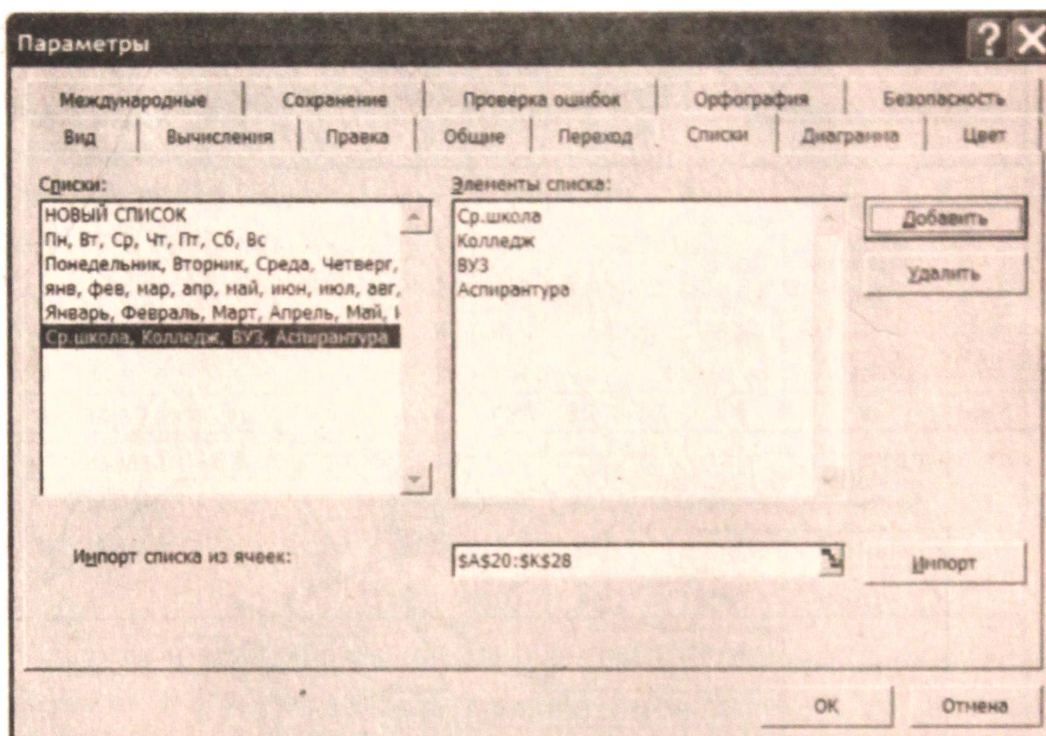 Параметры
Международные Сохранение Проверка ошибок Орфография Безопасность
Вид Вычисления Правка Общие Переход Списки Диаграмма Цвет
Списки: Элементы списка:
НОВЫЙ СПИСОК
Пн, Вт, Ср, Чт, Пт, Сб, Вс
Понедельник, Вторник, Среда, Четверг,
янв, фев, мар, апр, май, июн, июл, авг,
Январь, Февраль, Март, Апрель, Май, И
Ср.школа, Колледж, ВУЗ, Аспирантура
Ср.школа
Колледж
ВУЗ
Аспирантура
Добавить
Удалить
Импорт списка из ячеек: $A$20:$K$28 Импорт
ОК Отмена